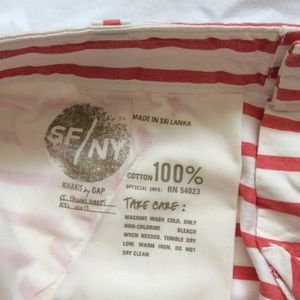 SF/NY
KHAKIS by GAP
MADE IN SRI LANKA
COTTON 100%
OFFICIAL INFO: RN 54023
TAKE CARE:
MACHINE WASH COLD, ONLY
NON-CHLORINE BLEACH
WHEN NEEDED, TUMBLE DRY
LOW, WARM IRON, DO NOT
DRY CLEAN.